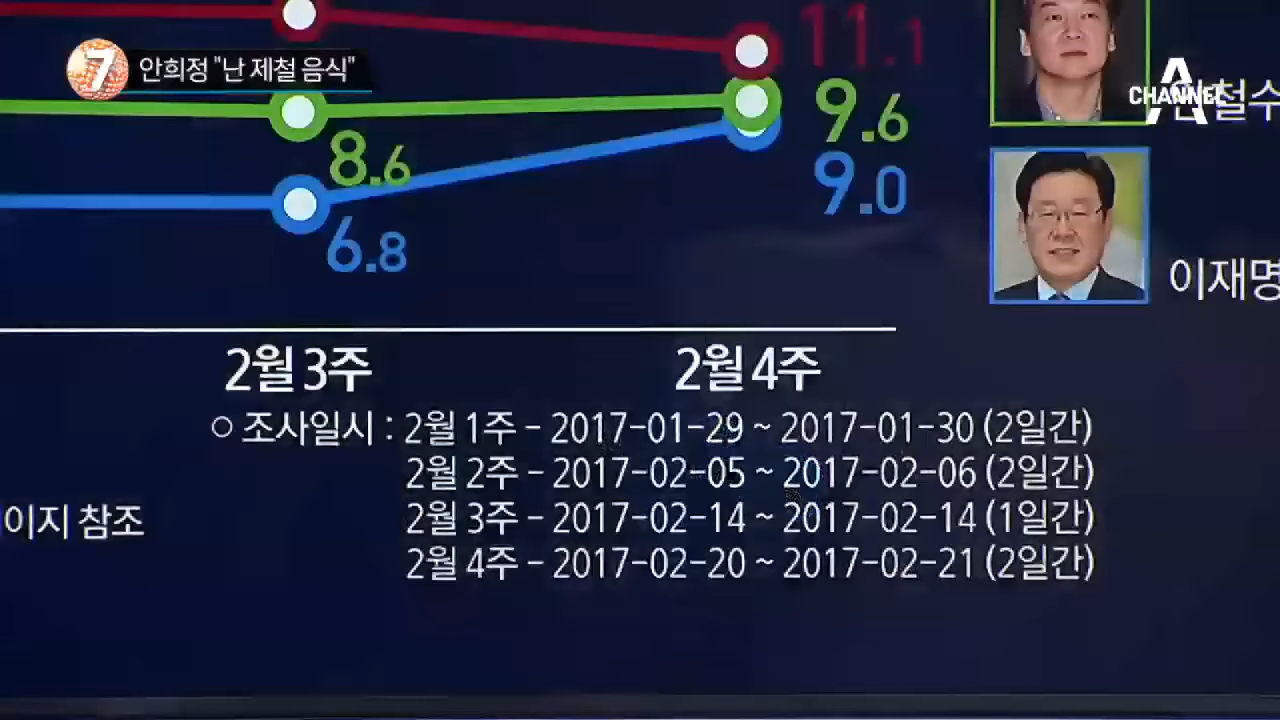 7 안희정 "난 제철 음식"
CHANNEL A
11.1
9.6
8.6
9.0
6.8
철수
이재명
2월 3주
2월 4주
○ 조사일시 : 2월 1주 - 2017-01-29 ~ 2017-01-30 (2일간)
2월 2주 - 2017-02-05 ~ 2017-02-06 (2일간)
2월 3주 - 2017-02-14 ~ 2017-02-14 (1일간)
2월 4주 - 2017-02-20 ~ 2017-02-21 (2일간)
이지 참조